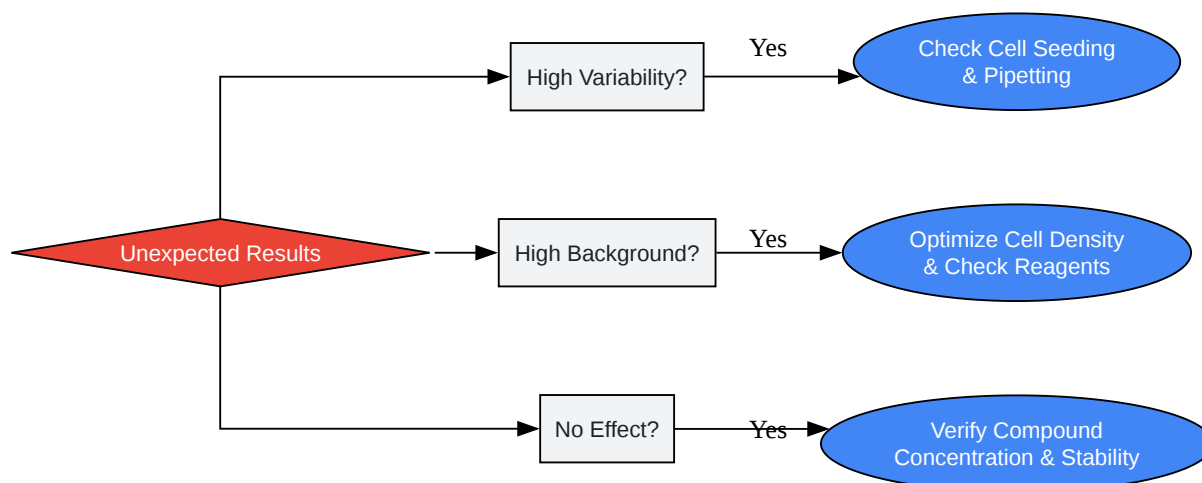 High Variability?
Yes
Check Cell Seeding
& Pipetting
Unexpected Results
High Background?
Yes
Optimize Cell Density
& Check Reagents
No Effect?
Yes
Verify Compound
Concentration & Stability